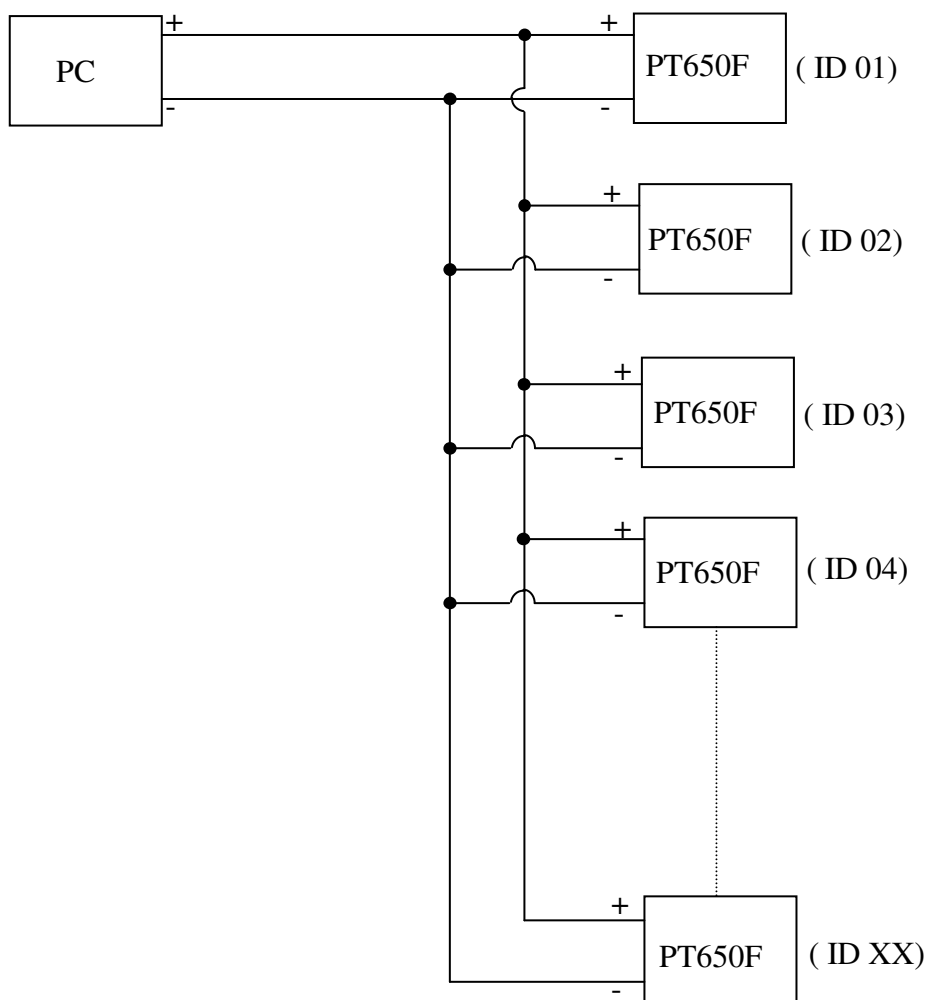 + +
PC PT650F ( ID 01)
- -
+
PT650F ( ID 02)
-
+
PT650F ( ID 03)
-
+
PT650F ( ID 04)
-
+
PT650F ( ID XX)
-